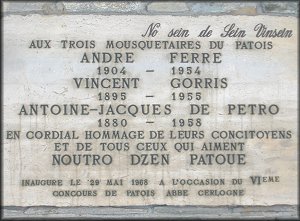 No sein de Sein Vinsein
AUX TROIS MOUSQUETAIRES DU PATOIS
ANDRE FERRE
1904 - 1954
VINCENT GORRIS
1895 - 1955
ANTOINE-JACQUES DE PETRO
1880 - 1958
EN CORDIAL HOMMAGE DE LEURS CONCITOYENS
ET DE TOUS CEUX QUI AIMENT
NOUTRO DZEN PATOUE
INAUGURE LE 29 MAI 1968 A L'OCCASION DU VIEME
CONCOURS DE PATOIS ABBE CERLOGNE